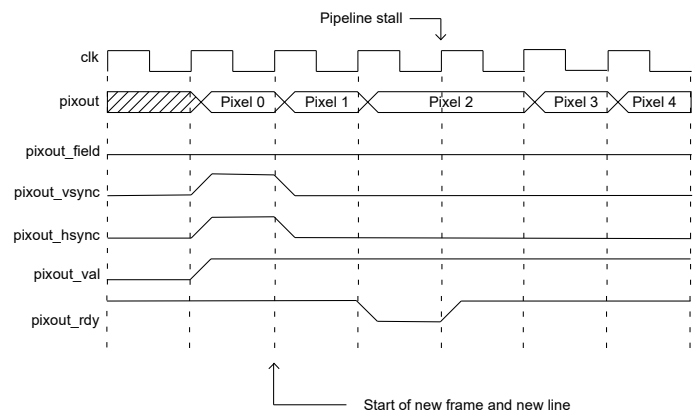 Pipeline stall
clk
pixout
Pixel 0
Pixel 1
Pixel 2
Pixel 3
Pixel 4
pixout_field
pixout_vsync
pixout_hsync
pixout_val
pixout_rdy
Start of new frame and new line